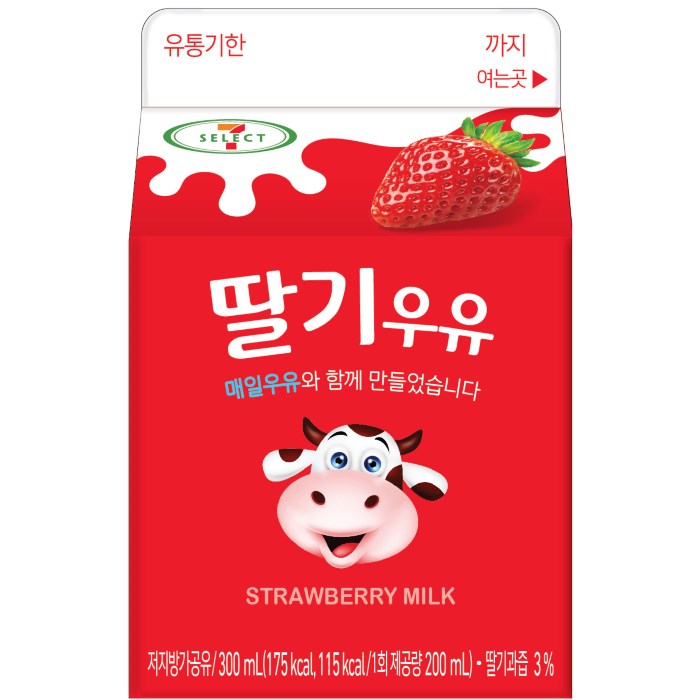 유통기한 까지
여는곳▶
7 SELECT
딸기우유
매일우유와 함께 만들었습니다
STRAWBERRY MILK
저지방가공유/300 mL(175 kcal, 115 kcal/1회 제공량 200 mL)・딸기과즙 3%